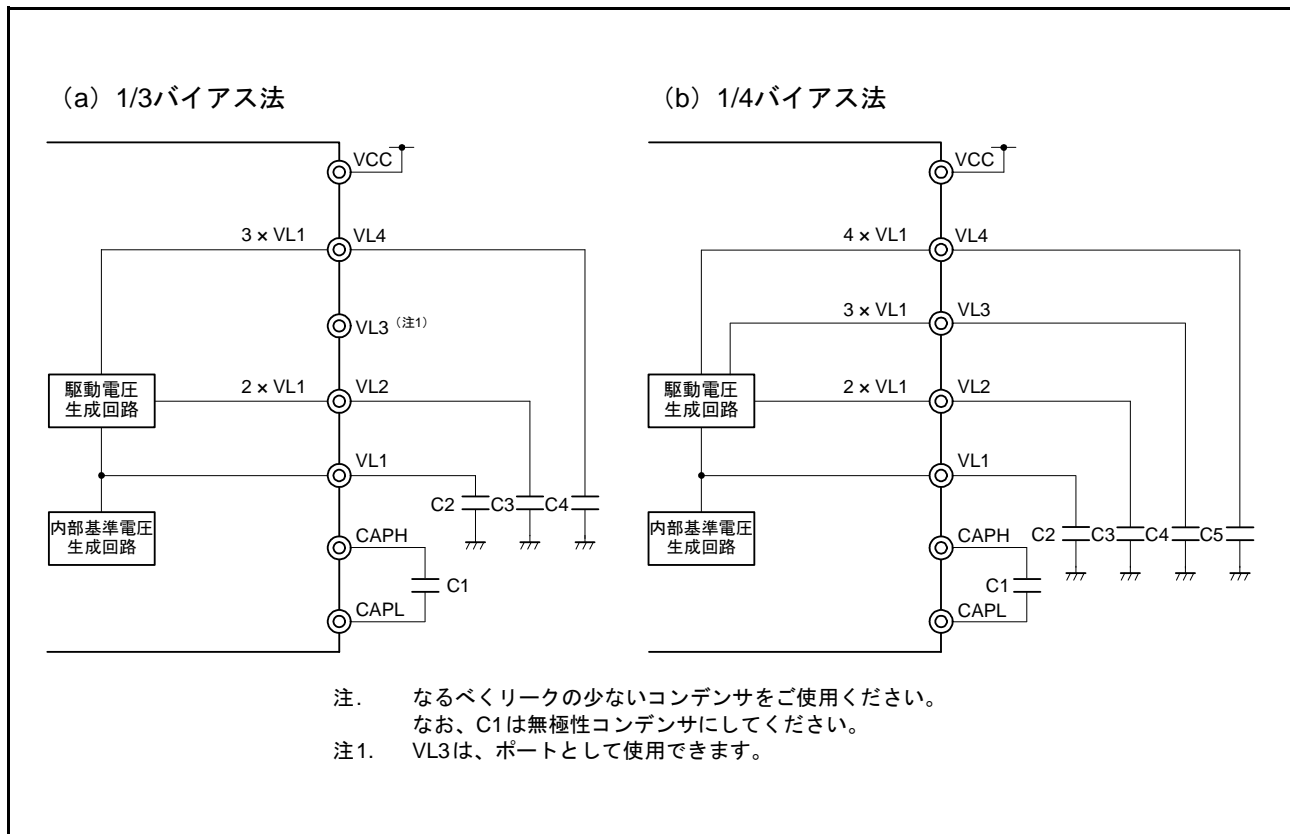 (a) 1/3バイアス法
VCC
3 × VL1
VL4
VL3 (注1)
駆動電圧
生成回路
2 × VL1
VL2
VL1
内部基準電圧
生成回路
C2
C3
C4
CAPH
C1
CAPL
(b) 1/4バイアス法
VCC
4 × VL1
VL4
3 × VL1
VL3
駆動電圧
生成回路
2 × VL1
VL2
VL1
内部基準電圧
生成回路
C2
C3
C4
C5
CAPH
C1
CAPL
注. なるべくリークの少ないコンデンサをご使用ください。
なお、C1は無極性コンデンサにしてください。
注1. VL3は、ポートとして使用できます。